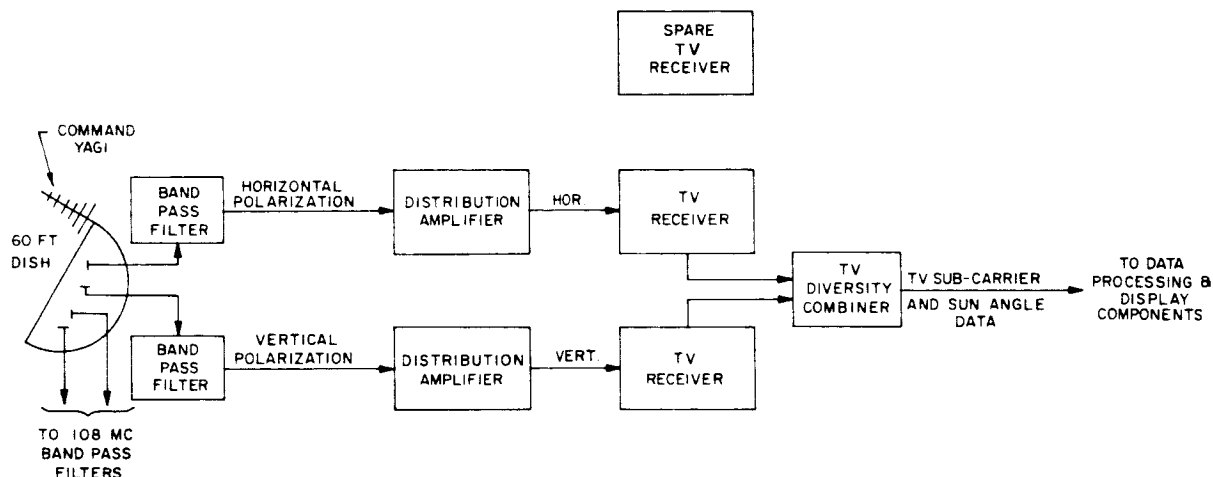 SPARE
TV
RECEIVER
COMMAND
YAGI
60 FT
DISH
BAND
PASS
FILTER
HORIZONTAL
POLARIZATION
DISTRIBUTION
AMPLIFIER
HOR.
TV
RECEIVER
BAND
PASS
FILTER
VERTICAL
POLARIZATION
DISTRIBUTION
AMPLIFIER
VERT.
TV
RECEIVER
TV
DIVERSITY
COMBINER
TV SUB-CARRIER
AND SUN ANGLE
DATA
TO DATA
PROCESSING &
DISPLAY
COMPONENTS
TO 108 MC
BAND PASS
FILTERS